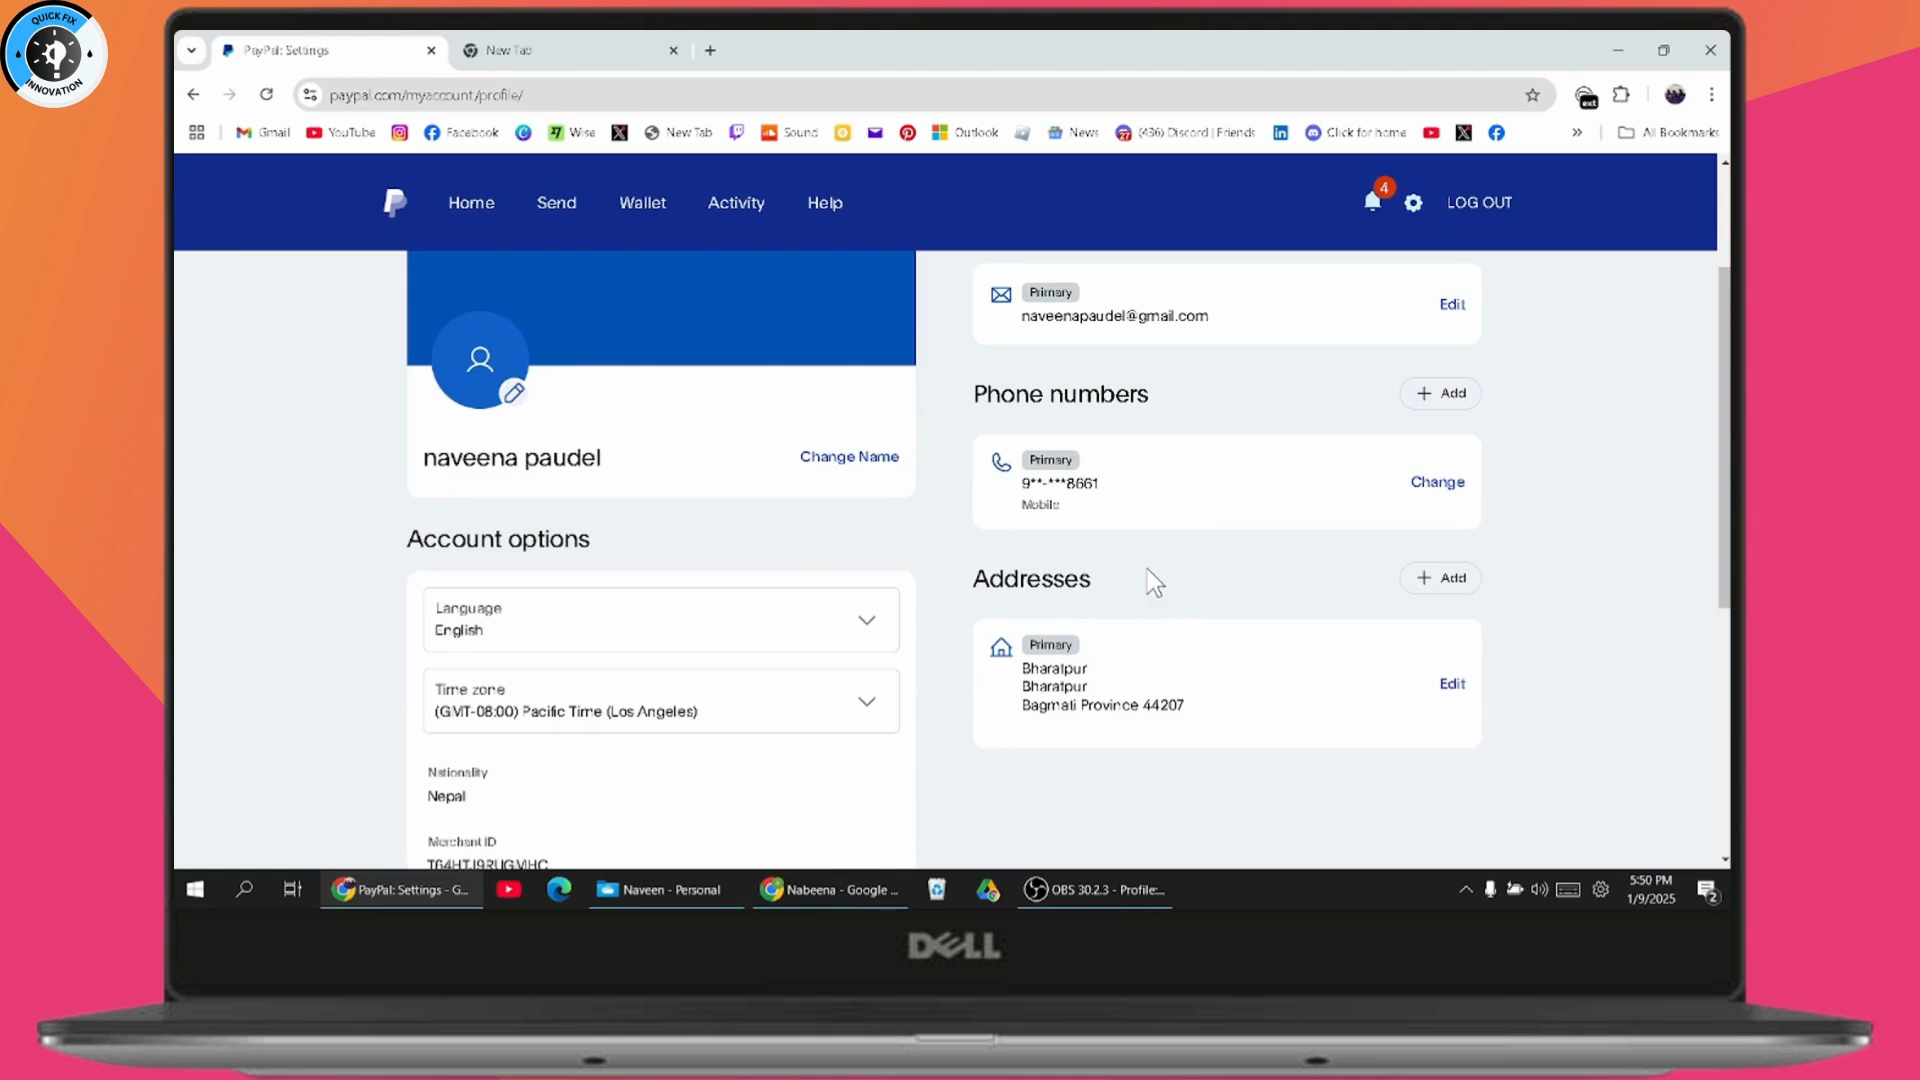 QUICK FIX
INNOVATION
PayPal: Settings
New Tab
paypal.com/myaccount/profile/
ext
Gmail
YouTube
Facebook
Wise
New Tab
Sound
Outlook
News
27
(436) Discord | Friends
Click for home
All Bookmarks
Home
Send
Wallet
Activity
Help
4
LOG OUT
Primary
naveenapaudel@gmail.com
Edit
Phone numbers
Add
naveena paudel
Change Name
Primary
9**-***8661
Mobile
Change
Account options
Addresses
Add
Language
English
Primary
Bharatpur
Bharatpur
Bagmati Province 44207
Edit
Time zone
(GMT-08:00) Pacific Time (Los Angeles)
Nationality
Nepal
Merchant ID
PayPal: Settings - G...
Naveen - Personal
Nabeena - Google ...
OBS 30.2.3 - Profile:...
5:50 PM
1/9/2025
2
DELL